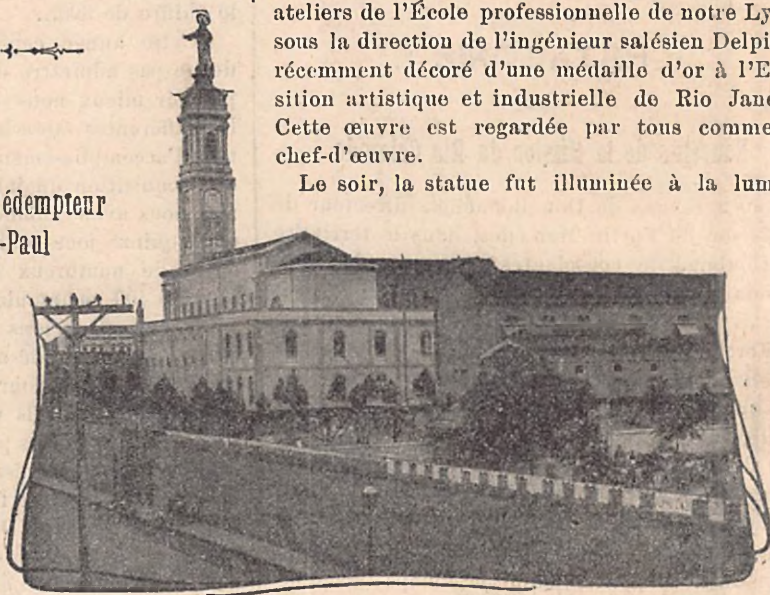 ateliers de l'École professionnelle de notre Ly
sous la direction de l'ingénieur salésien Delpi
récemment décoré d'une médaille d'or à l'E
sition artistique et industrielle de Rio Jane
Cette œuvre est regardée par tous comme
chef-d'œuvre.
Le soir, la statue fut illuminée à la lum
édempteur
-Paul